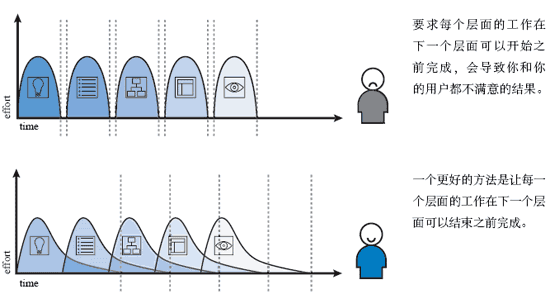 要求每个层面的工作在
下一个层面可以开始之
前完成，会导致你和你
的用户都不满意的结果。
effort
time
一个更好的方法是让每一
个层面的工作在下一个层
面可以结束之前完成。
effort
time